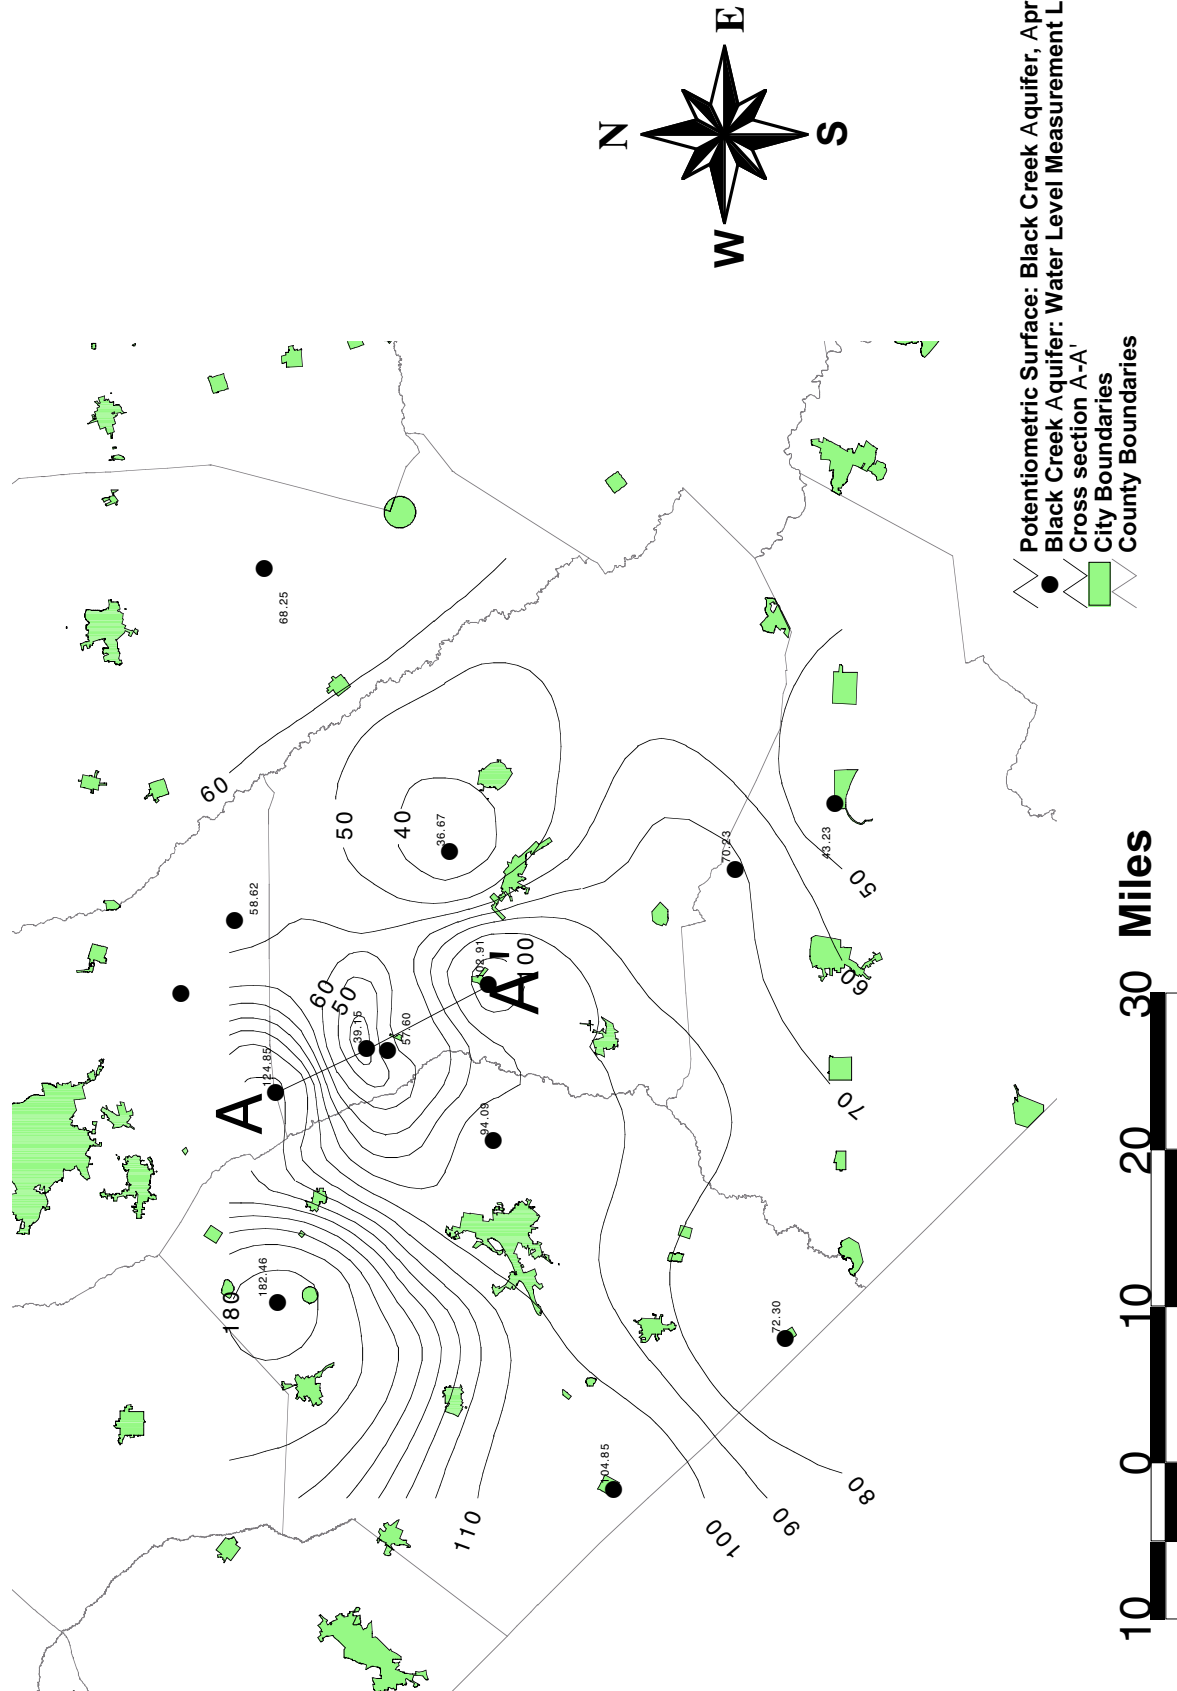 N
E
W
S
68.25
60
50
40
36.67
58.62
60
50
39.15
57.60
124.85
A
A'
100
94.09
182.46
180
110
70.23
43.23
50
60
70
72.30
80
90
100
Potentiometric Surface: Black Creek Aquifer, Apr
Black Creek Aquifer: Water Level Measurement L
Cross section A-A'
City Boundaries
County Boundaries
10 0 10 20 30 Miles